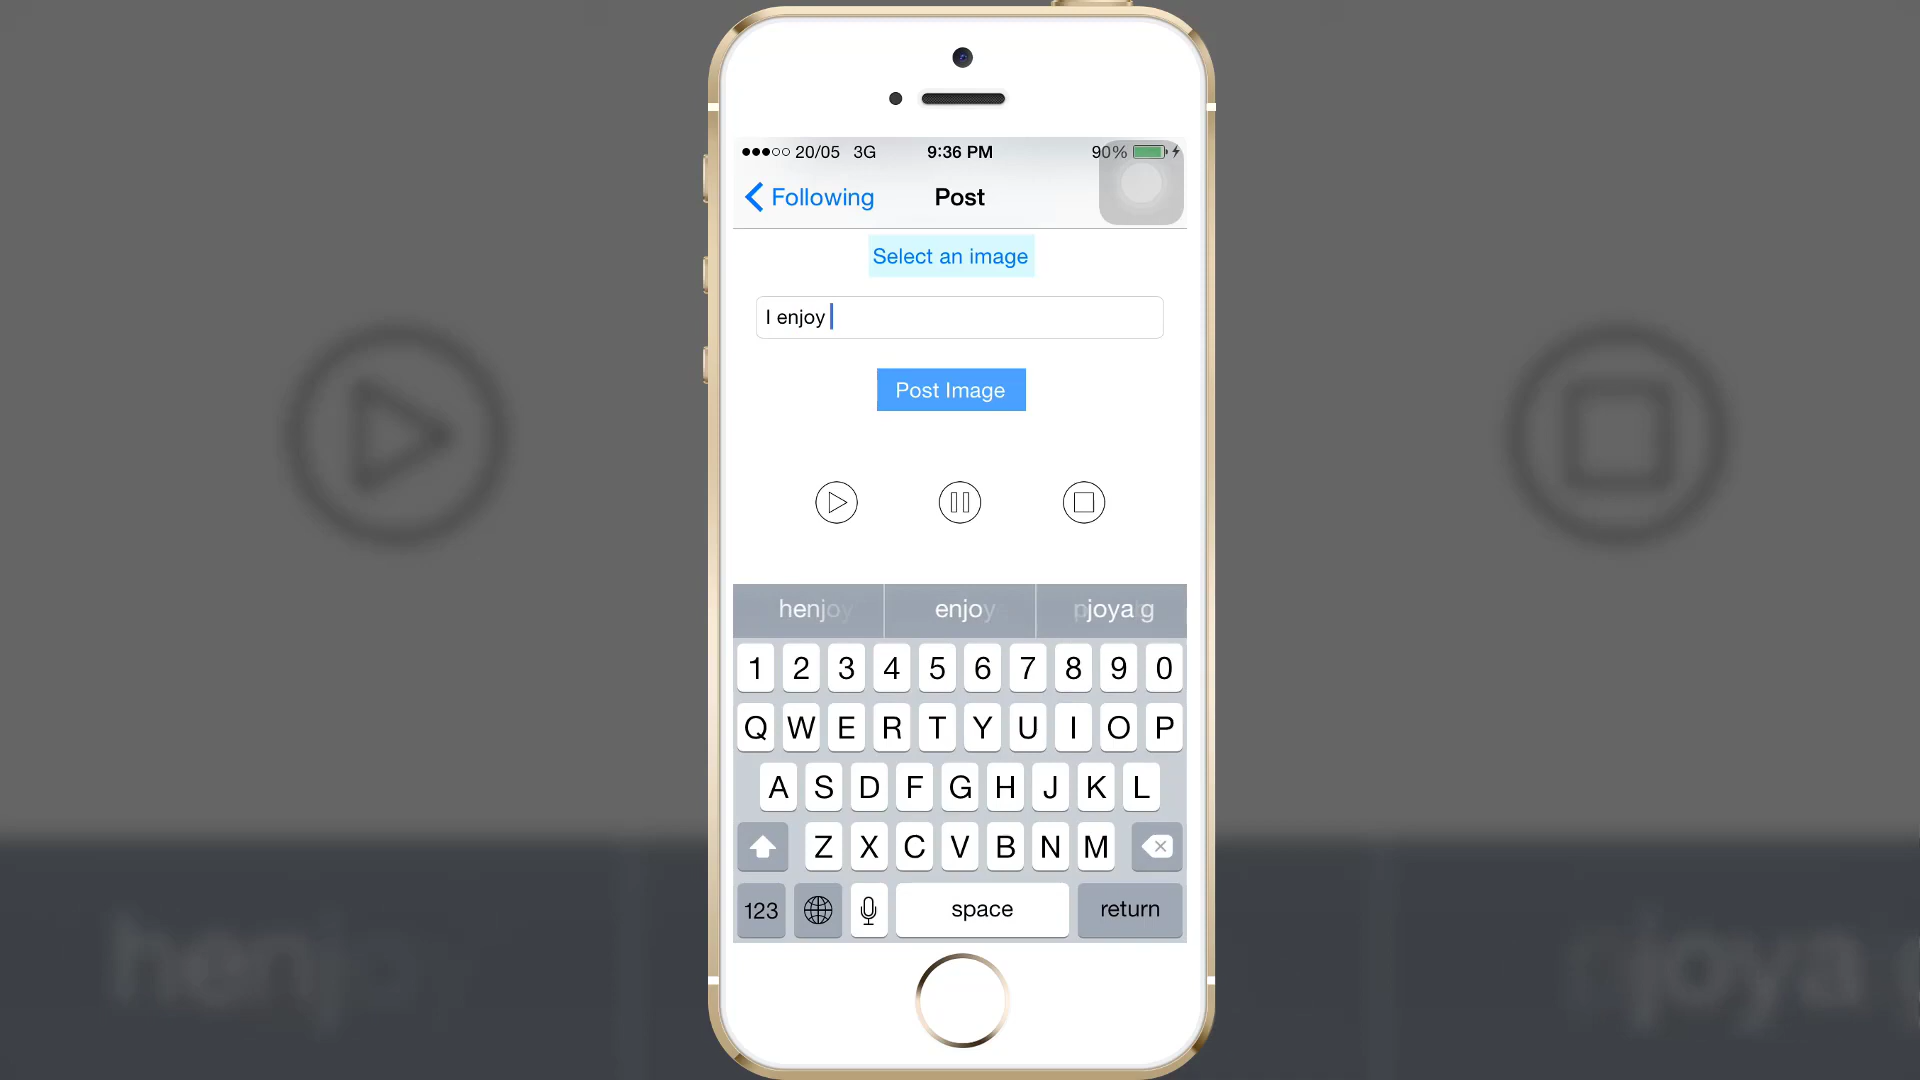 20/05 3G 9:36 PM 90%
Following Post
Select an image
I enjoy
Post Image
henjoy enjoy
1 2 3 4 5 6 7 8 9 0
Q W E R T Y U I O P
A S D F G H J K L
Z X C V B N M
123 space return